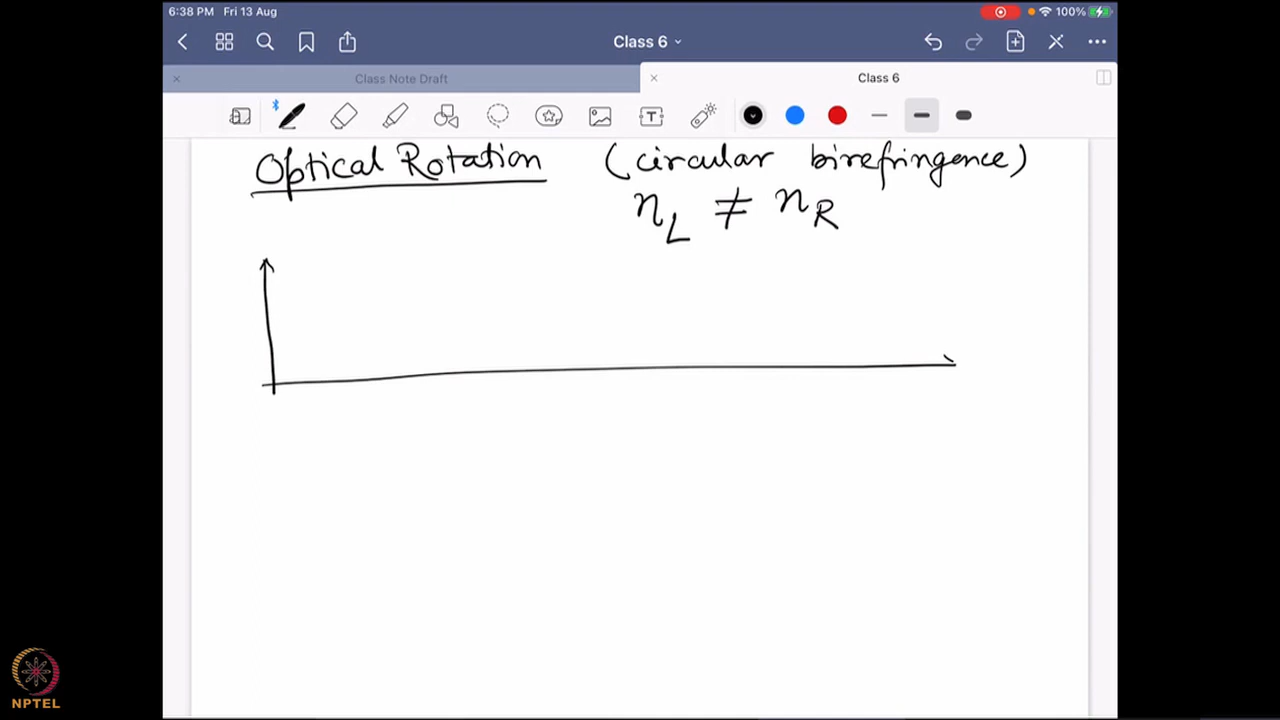 6:38 PM Fri 13 Aug
100%
Class 6
Class Note Draft
Class 6
T
Optical Rotation (circular birefringence)
n_L ≠ n_R
NPTEL